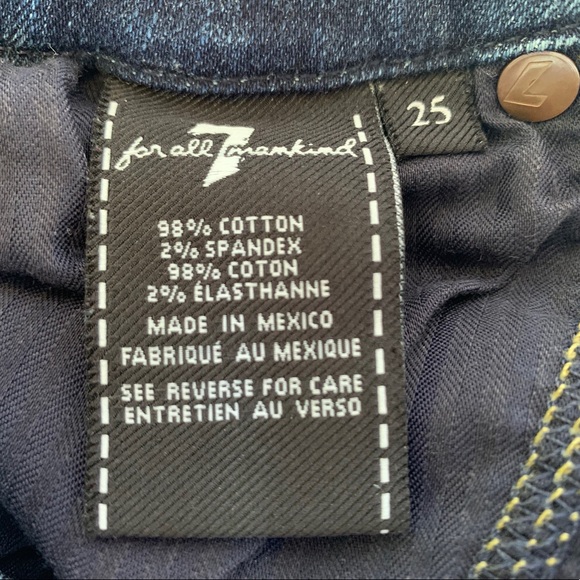 for all 7 mankind
25
98% COTTON
2% SPANDEX
98% COTON
2% ÉLASTHANNE
MADE IN MEXICO
FABRIQUÉ AU MEXIQUE
SEE REVERSE FOR CARE
ENTRETIEN AU VERSO